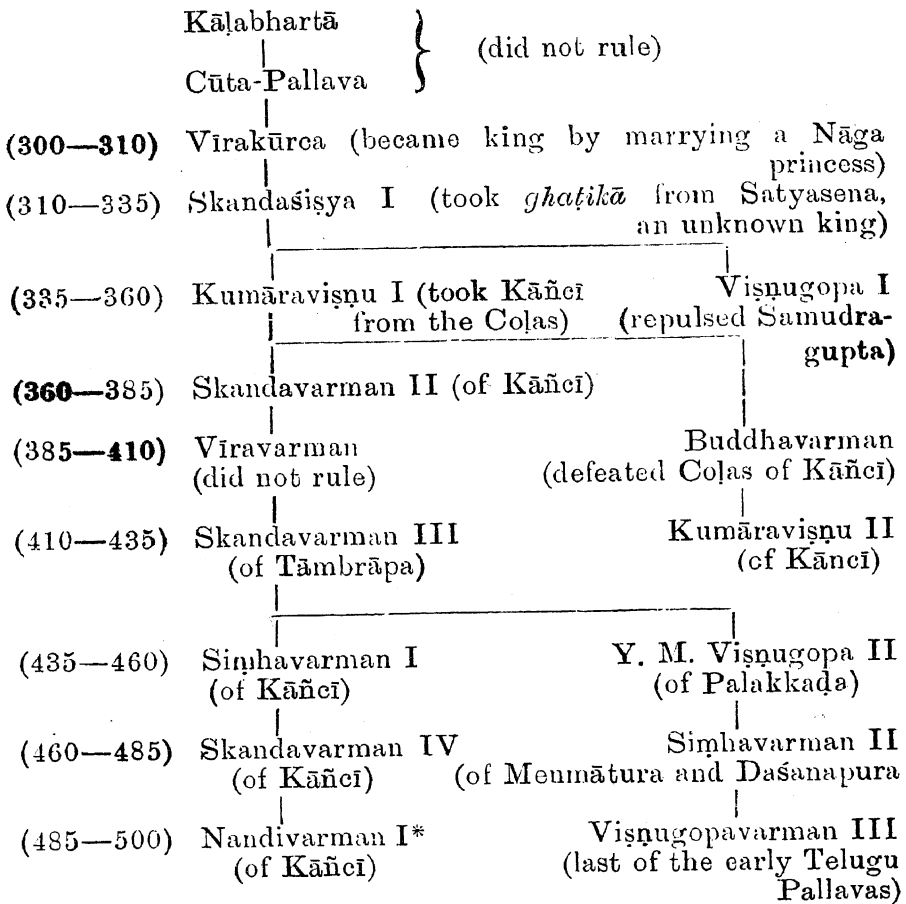 Kāḷabhartā
(did not rule)
Cūta-Pallava
(300—310) Vīrakūrca (became king by marrying a Nāga
princess)
(310—335) Skandaśiṣya I (took ghaṭikā from Satyasena,
an unknown king)
(335—360) Kumāraviṣṇu I (took Kāñcī Viṣṇugopa I
from the Coḷas) (repulsed Samudra-
gupta)
(360—385) Skandavarman II (of Kāñcī)
(385—410) Vīravarman Buddhavarman
(did not rule) (defeated Coḷas of Kāñcī)
(410—435) Skandavarman III Kumāraviṣṇu II
(of Tāmbrāpa) (of Kāncī)
(435—460) Siṃhavarman I Y. M. Viṣṇugopa II
(of Kāñcī) (of Palakkaḍa)
(460—485) Skandavarman IV Siṃhavarman II
(of Kāñcī) (of Meumātura and Daśanapura
(485—500) Nandivarman I* Viṣṇugopavarman III
(of Kāñcī) (last of the early Telugu
Pallavas)